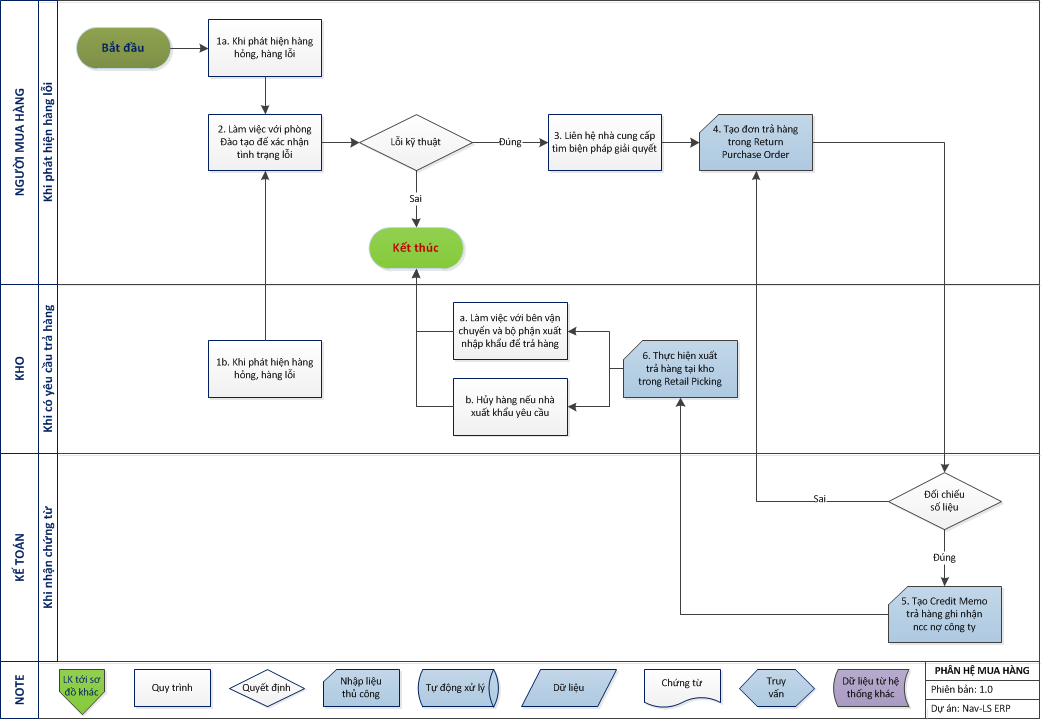 NGƯỜI MUA HÀNG
Khi phát hiện hàng lỗi
Bắt đầu
1a. Khi phát hiện hàng
hỏng, hàng lỗi
2. Làm việc với phòng
Đào tạo để xác nhận
tình trạng lỗi
Lỗi kỹ thuật
Đúng
3. Liên hệ nhà cung cấp
tìm biện pháp giải quyết
4. Tạo đơn trả hàng
trong Return
Purchase Order
Sai
Kết thúc
KHO
Khi có yêu cầu trả hàng
1b. Khi phát hiện hàng
hỏng, hàng lỗi
a. Làm việc với bên vận
chuyển và bộ phận xuất
nhập khẩu để trả hàng
b. Hủy hàng nếu nhà
xuất khẩu yêu cầu
6. Thực hiện xuất
trả hàng tại kho
trong Retail Picking
KẾ TOÁN
Khi nhận chứng từ
Sai
Đối chiếu
số liệu
Đúng
5. Tạo Credit Memo
trả hàng ghi nhận
ncc nợ công ty
NOTE
LK tới sơ
đồ khác
Quy trình
Quyết định
Nhập liệu
thủ công
Tự động xử lý
Dữ liệu
Chứng từ
Truy
vấn
Dữ liệu từ hệ
thống khác
PHÂN HỆ MUA HÀNG
Phiên bản: 1.0
Dự án: Nav-LS ERP